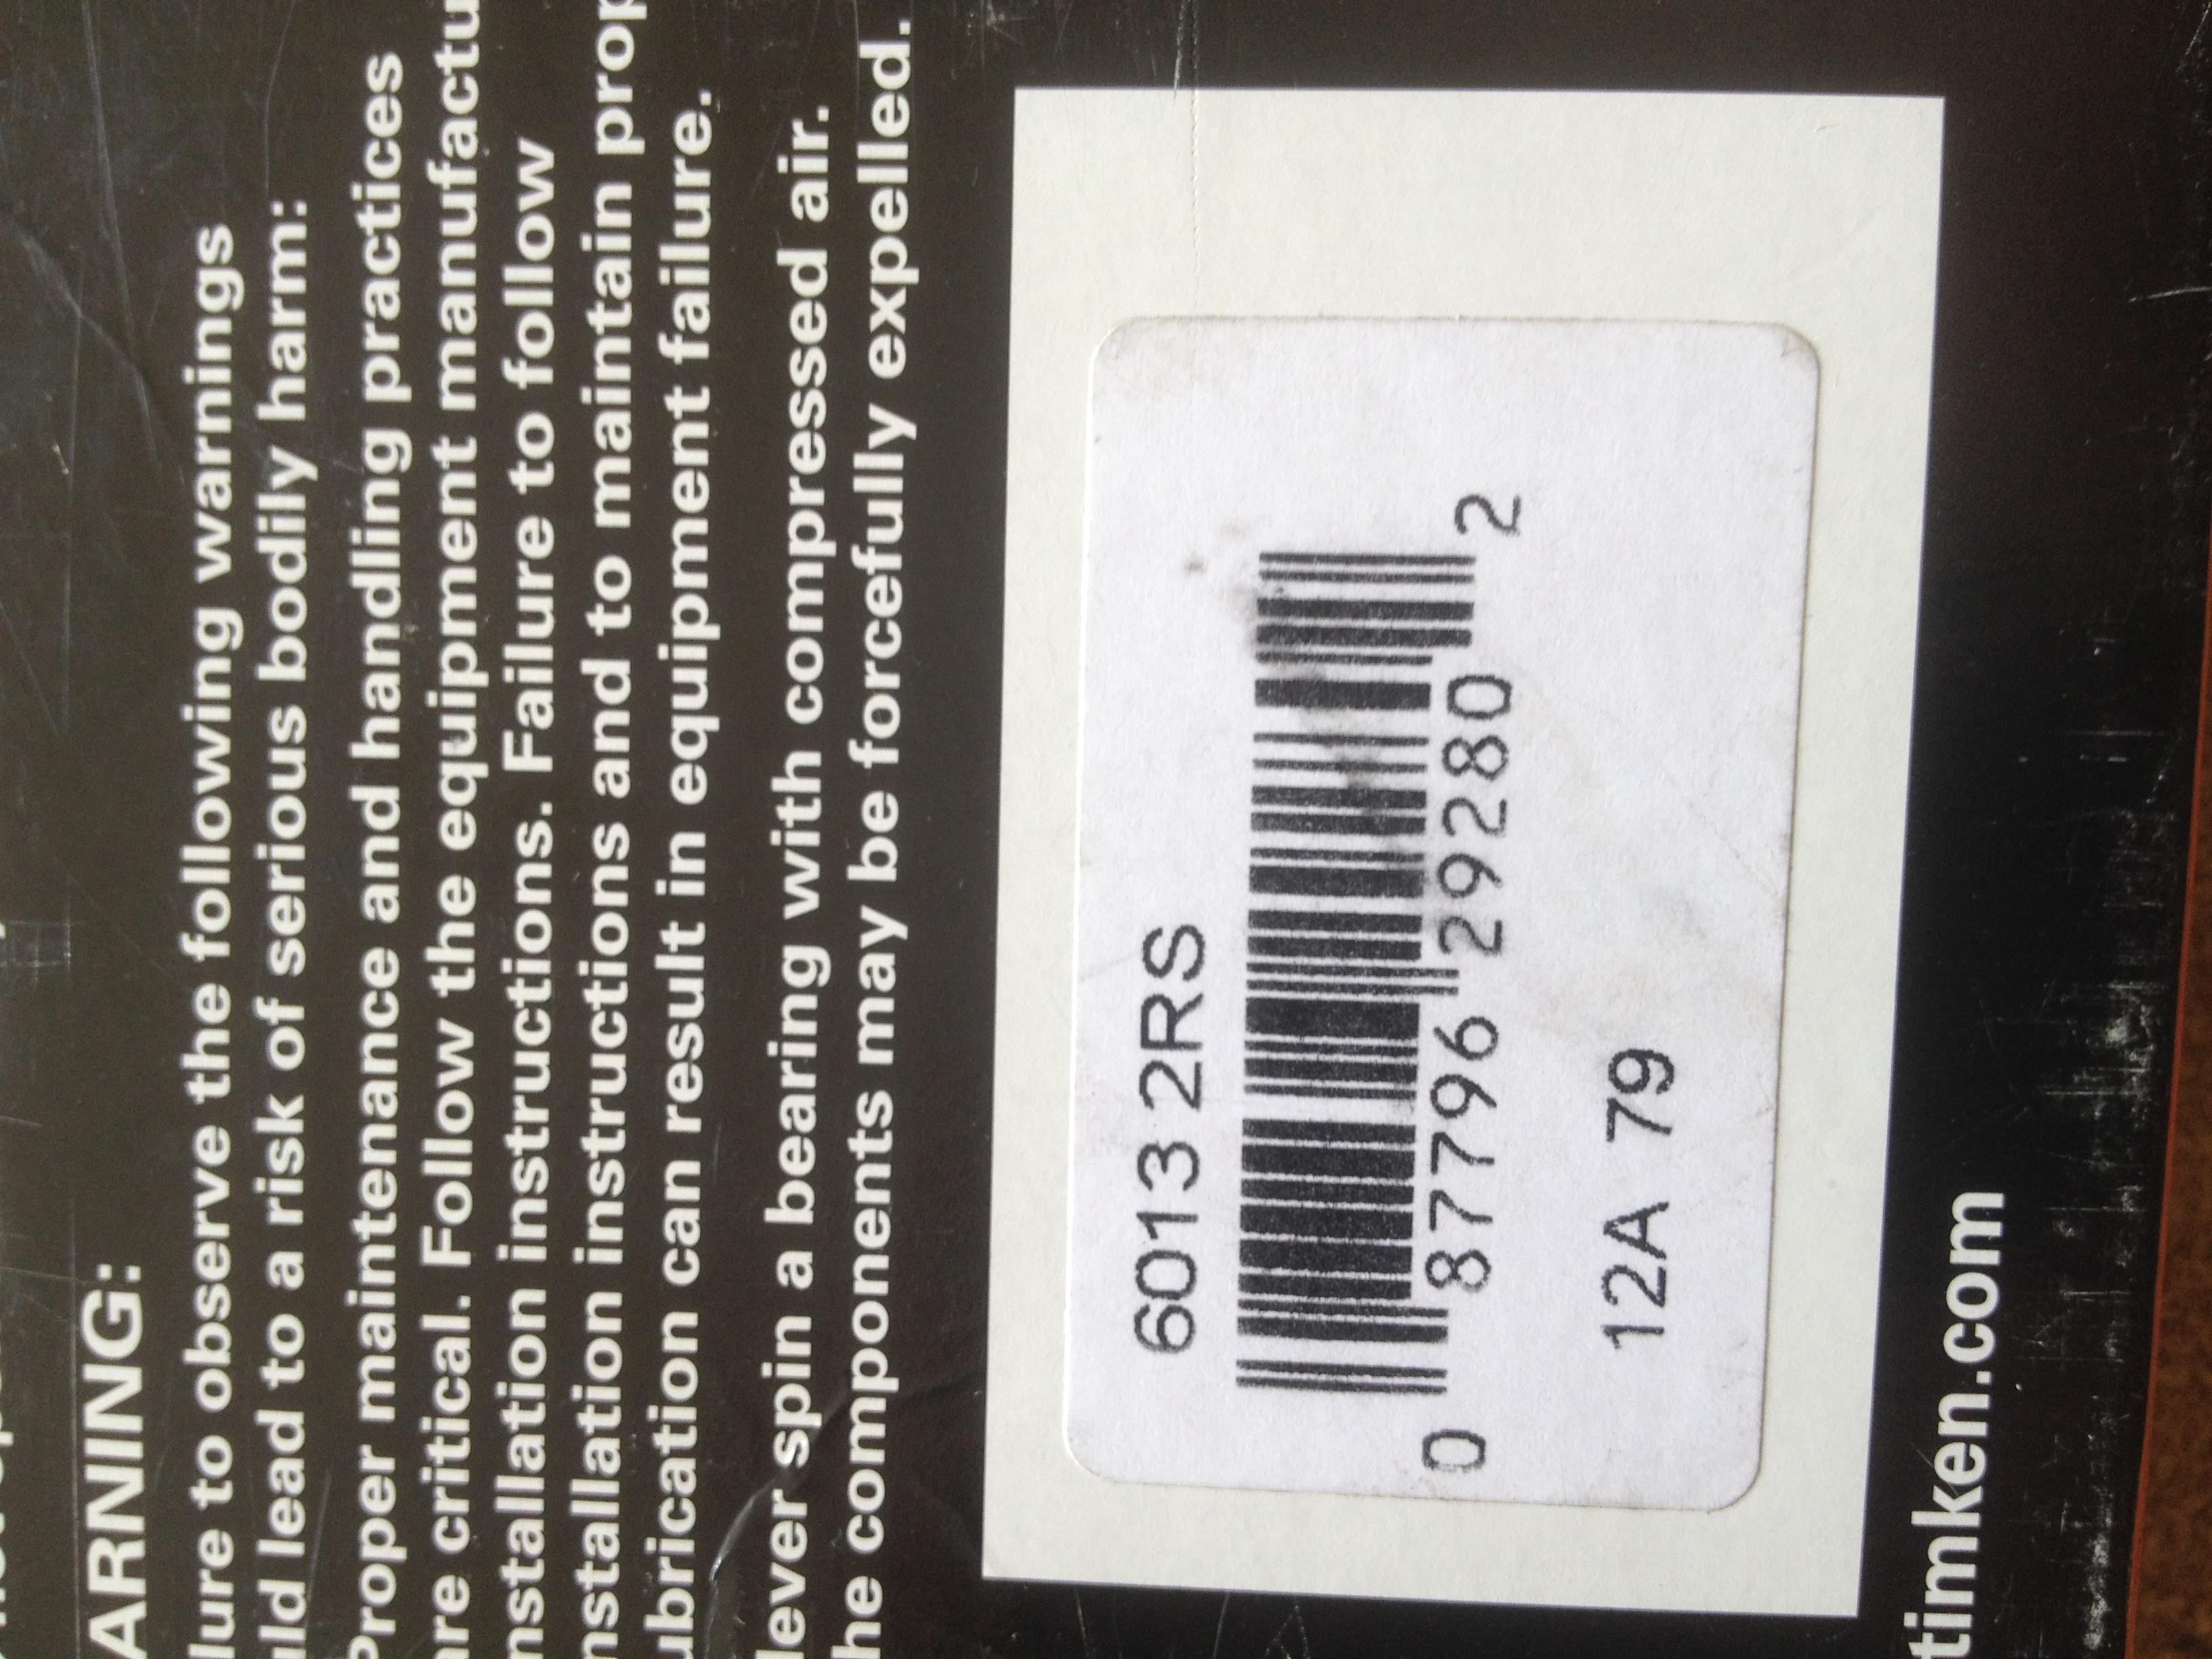 ARNING:
lure to observe the following warnings
uld lead to a risk of serious bodily harm:
Proper maintenance and handling practices
are critical. Follow the equipment manufactu
nstallation instructions. Failure to follow
nstallation instructions and to maintain prop
ubrication can result in equipment failure.
lever spin a bearing with compressed air.
he components may be forcefully expelled.
6013 2RS
0 87796 29280 2
12A 79
timken.com